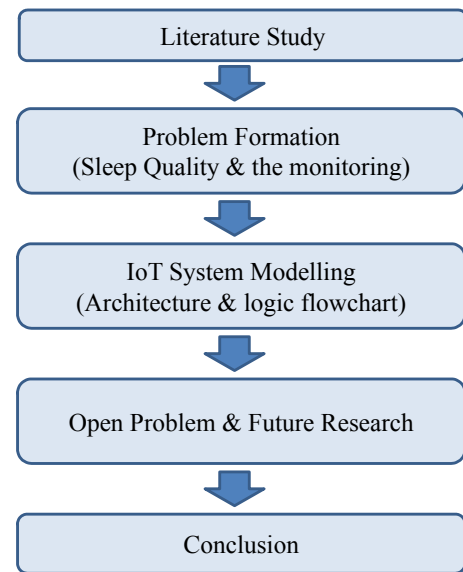 Literature Study
Problem Formation
(Sleep Quality & the monitoring)
IoT System Modelling
(Architecture & logic flowchart)
Open Problem & Future Research
Conclusion